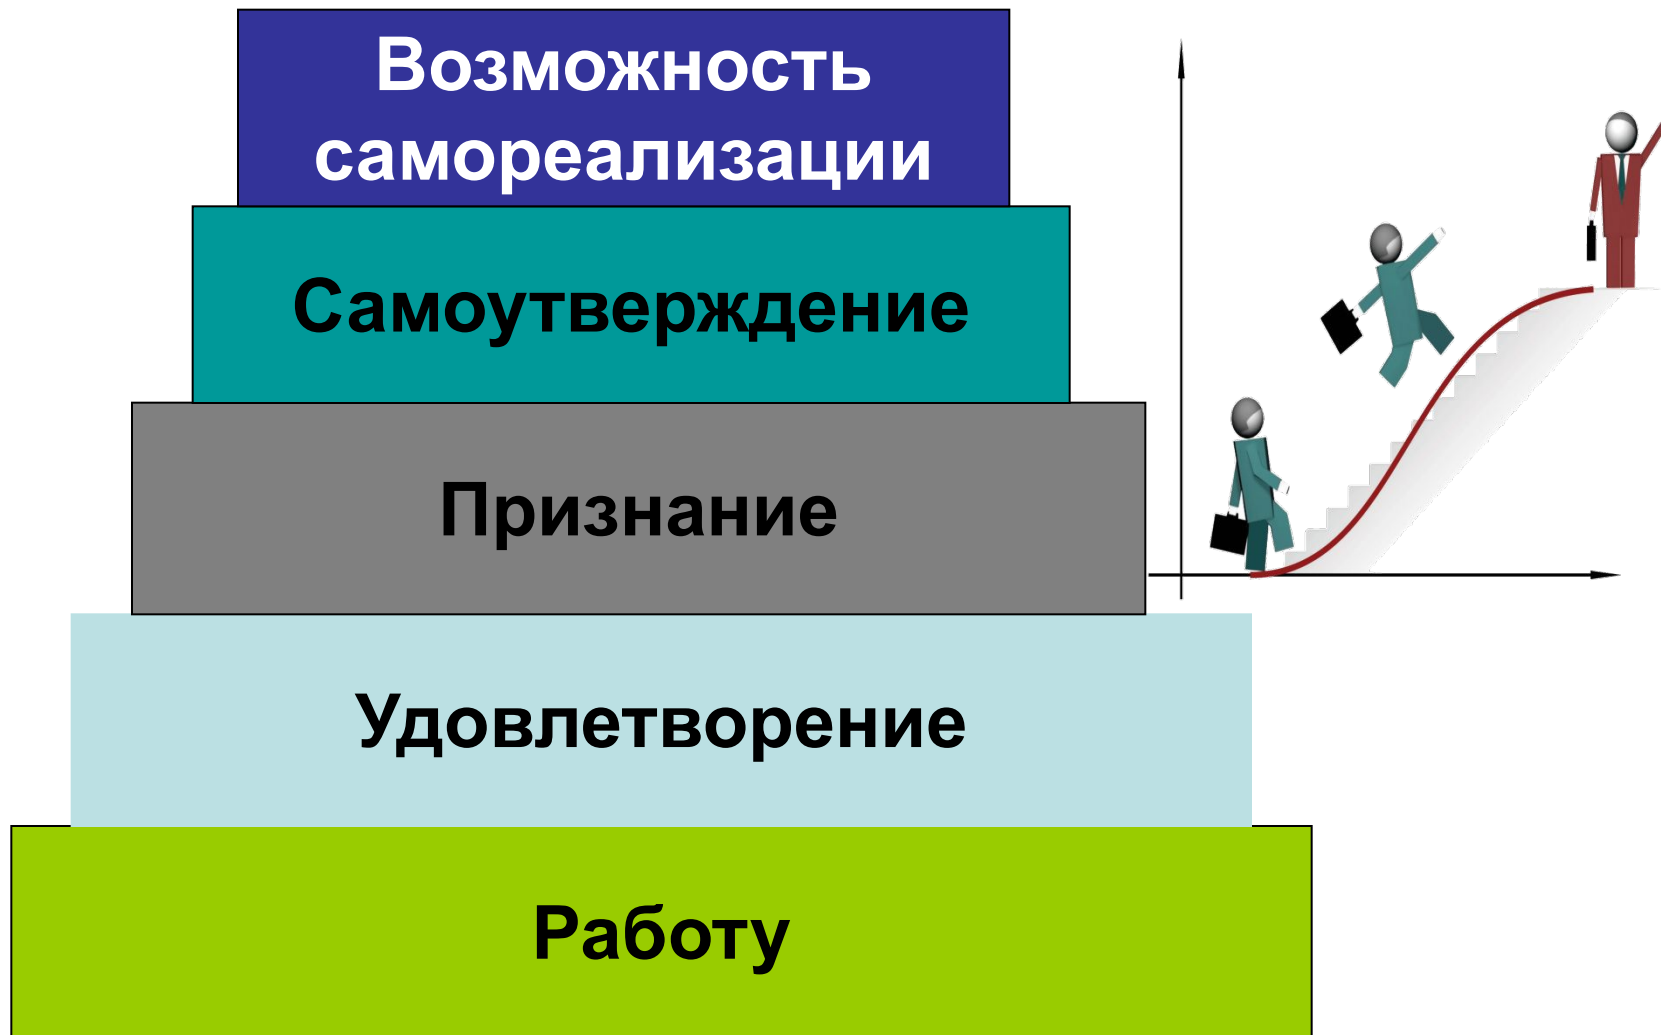 Возможность
самореализации
Самоутверждение
Признание
Удовлетворение
Работу